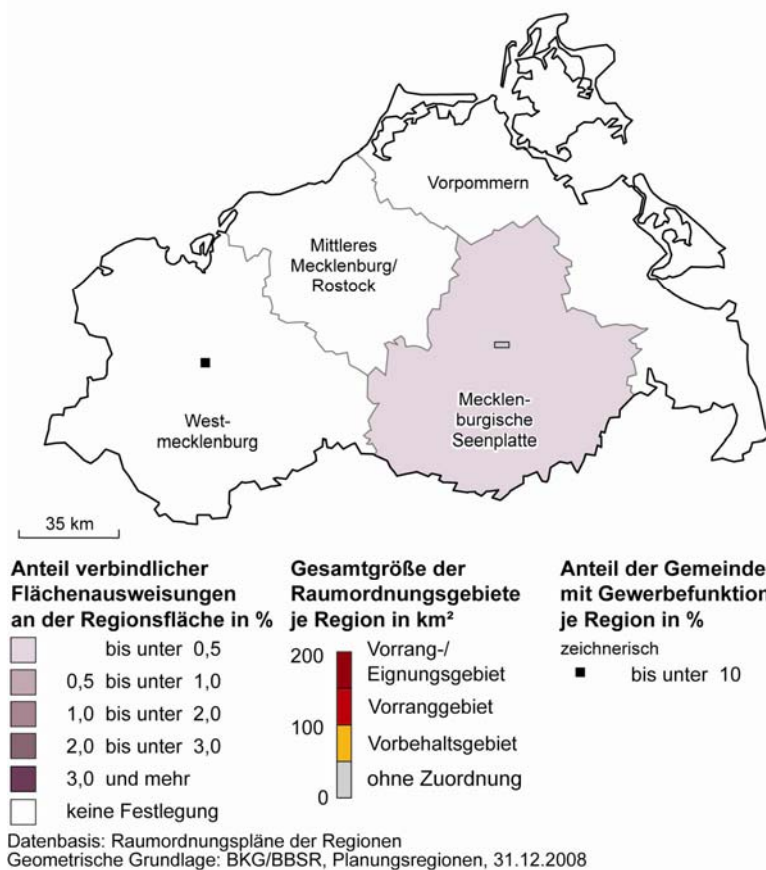 Vorpommern
Mittleres
Mecklenburg/
Rostock
Mecklen-
burgische
Seenplatte
West-
mecklenburg
35 km
Anteil verbindlicher
Flächenausweisungen
an der Regionsfläche in %
bis unter 0,5
0,5 bis unter 1,0
1,0 bis unter 2,0
2,0 bis unter 3,0
3,0 und mehr
keine Festlegung
Gesamtgröße der
Raumordnungsgebiete
je Region in km²
200
100
0
Vorrang-/
Eignungsgebiet
Vorranggebiet
Vorbehaltsgebiet
ohne Zuordnung
Anteil der Gemeinde
mit Gewerbefunktion
je Region in %
zeichnerisch
bis unter 10
Datenbasis: Raumordnungspläne der Regionen
Geometrische Grundlage: BKG/BBSR, Planungsregionen, 31.12.2008